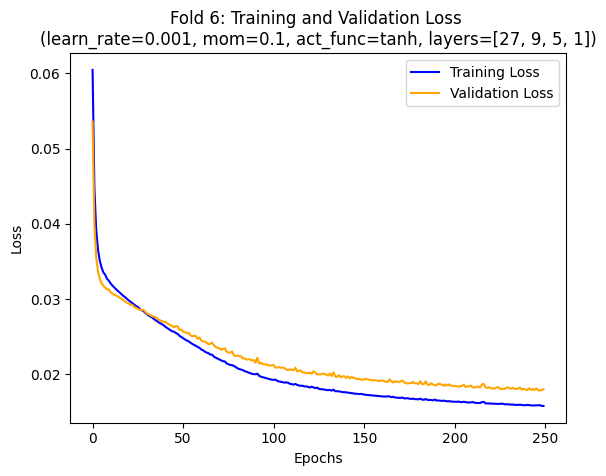 Fold 6: Training and Validation Loss
(learn_rate=0.001, mom=0.1, act_func=tanh, layers=[27, 9, 5, 1])
Training Loss
Validation Loss
Loss
0.06
0.05
0.04
0.03
0.02
0
50
100
150
200
250
Epochs